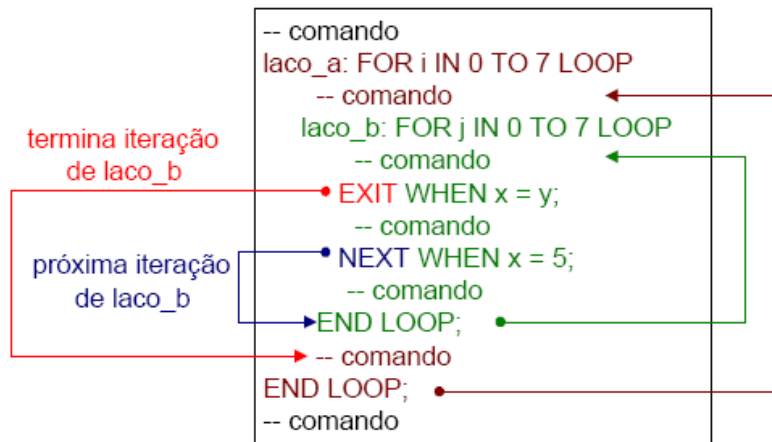 -- comando
laco_a: FOR i IN 0 TO 7 LOOP
-- comando
laco_b: FOR j IN 0 TO 7 LOOP
-- comando
EXIT WHEN x = y;
-- comando
NEXT WHEN x = 5;
-- comando
END LOOP;
-- comando
END LOOP;
-- comando
termina iteração
de laco_b
próxima iteração
de laco_b